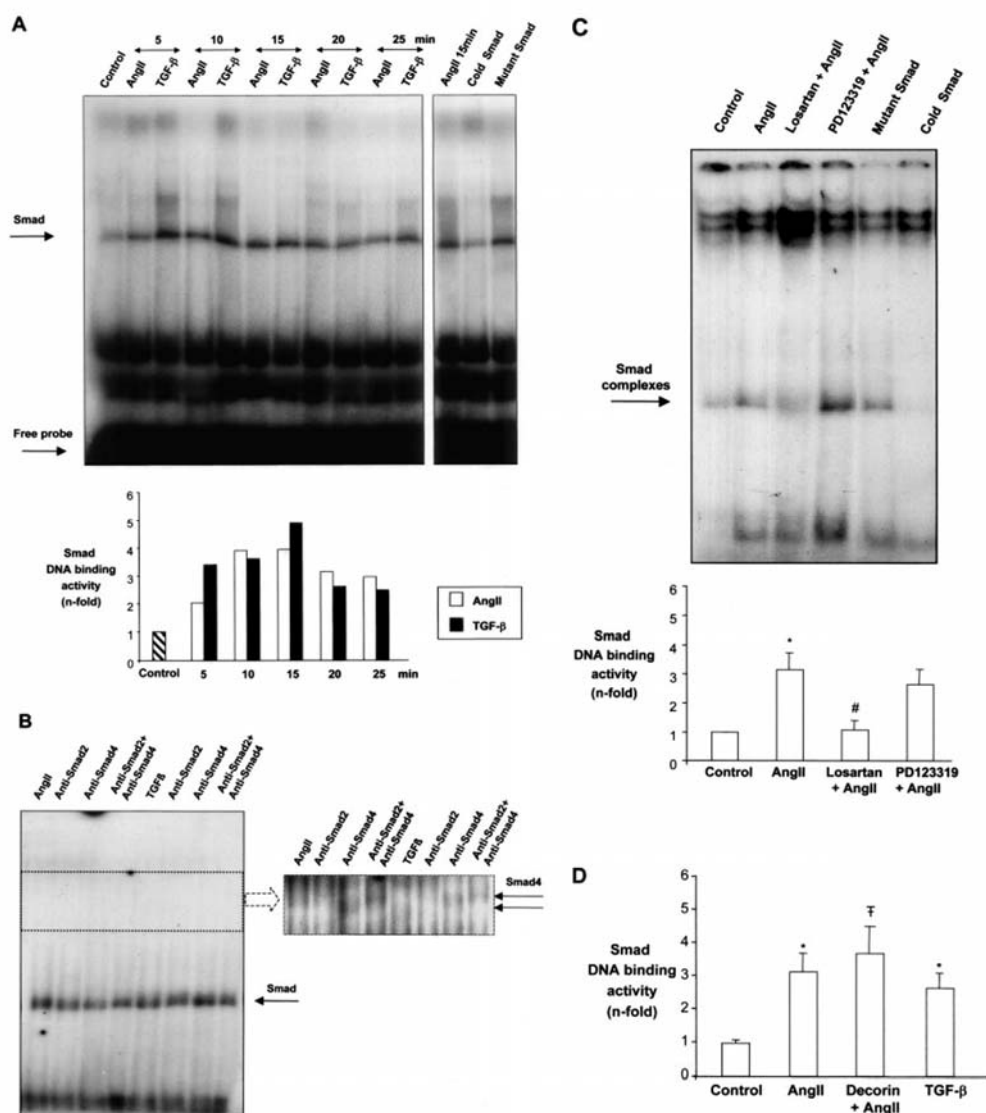 A
5 10 15 20 25 min
Control AngII TGF-β AngII TGF-β AngII TGF-β AngII TGF-β AngII TGF-β AngII 15min Cold Smad Mutant Smad
Smad
Free probe
6
5
4
3
2
1
0
Smad
DNA binding
activity
(n-fold)
Control 5 10 15 20 25 min
AngII
TGF-β
B
AngII Anti-Smad2 Anti-Smad4 Anti-Smad2+ Anti-Smad4 TGFß Anti-Smad2 Anti-Smad4 Anti-Smad2+ Anti-Smad4
Smad
AngII Anti-Smad2 Anti-Smad4 Anti-Smad2+ Anti-Smad4 TGFß Anti-Smad2 Anti-Smad4 Anti-Smad2+ Anti-Smad4
Smad4
C
Control AngII Losartan + AngII PD123319 + AngII Mutant Smad Cold Smad
Smad
complexes
5
4
3
2
1
0
Smad
DNA binding
activity
(n-fold)
*
#
Control AngII Losartan PD123319
+ AngII + AngII
D
6
5
4
3
2
1
0
Smad
DNA binding
activity
(n-fold)
* Ŧ *
Control AngII Decorin TGF-β
+ AngII